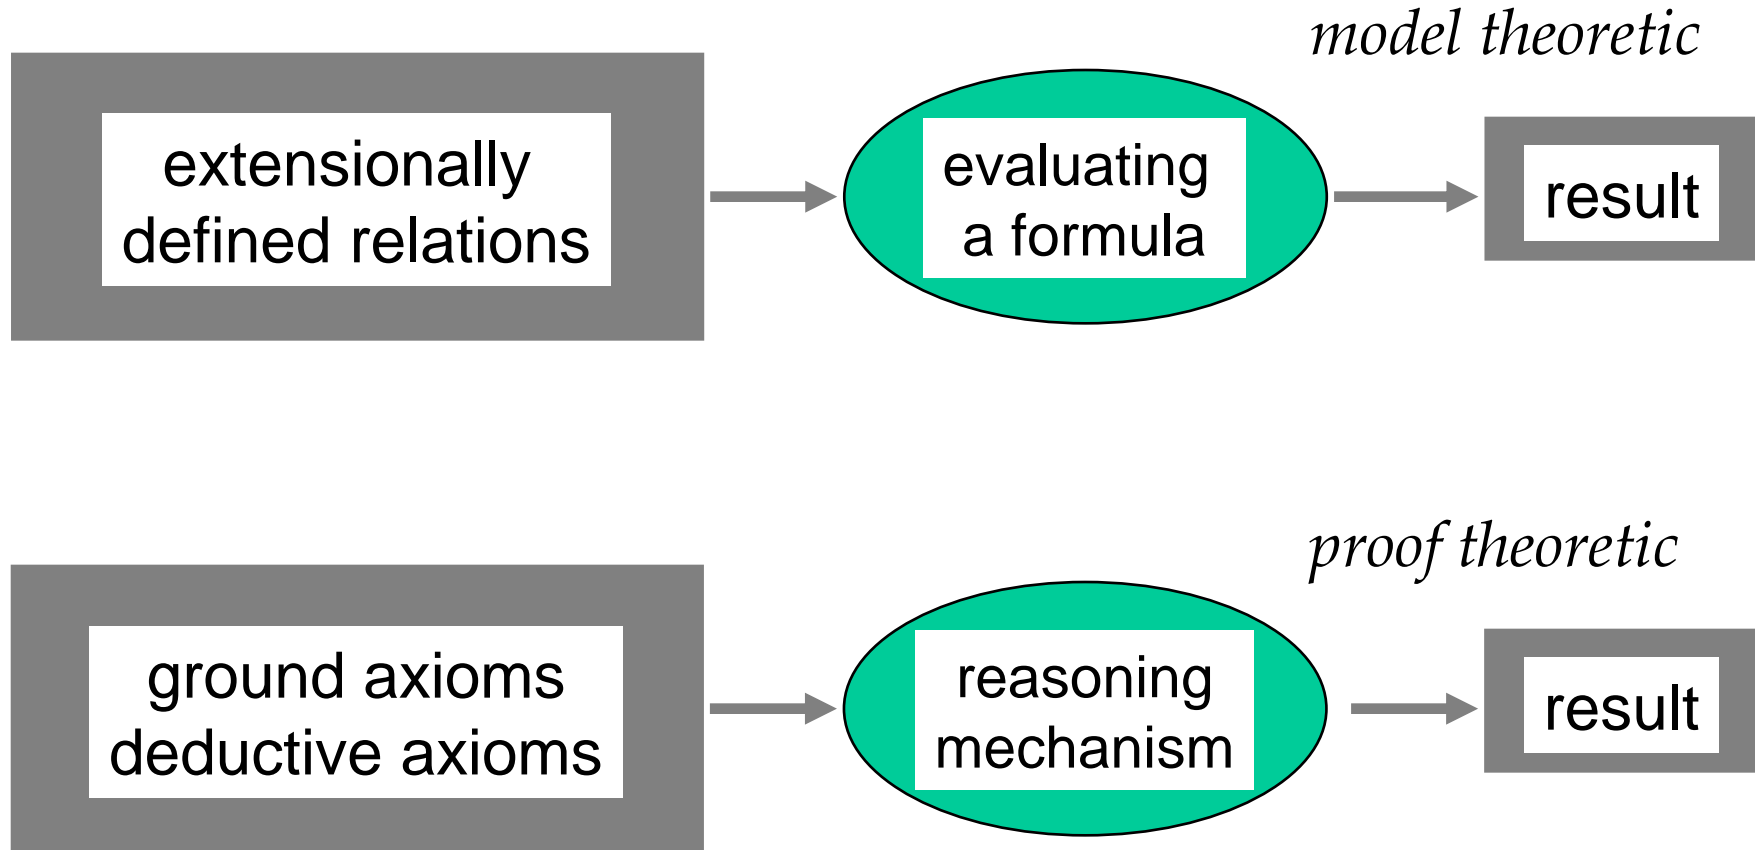 model theoretic
extensionally
defined relations
evaluating
a formula
result
proof theoretic
ground axioms
deductive axioms
reasoning
mechanism
result